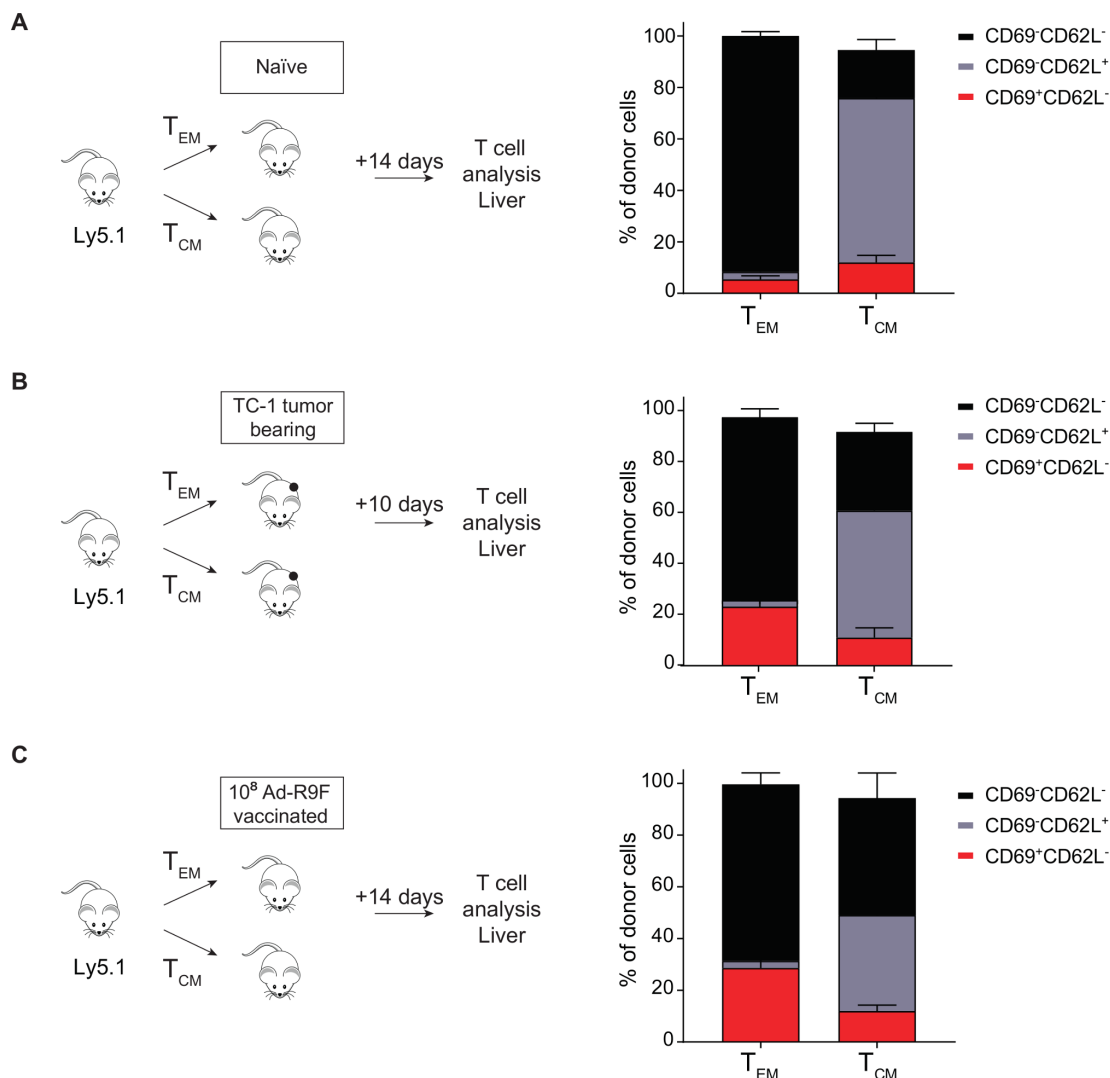 A
Naïve
T_EM
T_CM
Ly5.1
+14 days
T cell
analysis
Liver
% of donor cells
100
80
60
40
20
0
T_EM
T_CM
CD69⁻CD62L⁻
CD69⁻CD62L⁺
CD69⁺CD62L⁻
B
TC-1 tumor
bearing
T_EM
T_CM
Ly5.1
+10 days
T cell
analysis
Liver
% of donor cells
100
80
60
40
20
0
T_EM
T_CM
CD69⁻CD62L⁻
CD69⁻CD62L⁺
CD69⁺CD62L⁻
C
10⁸ Ad-R9F
vaccinated
T_EM
T_CM
Ly5.1
+14 days
T cell
analysis
Liver
% of donor cells
100
80
60
40
20
0
T_EM
T_CM
CD69⁻CD62L⁻
CD69⁻CD62L⁺
CD69⁺CD62L⁻